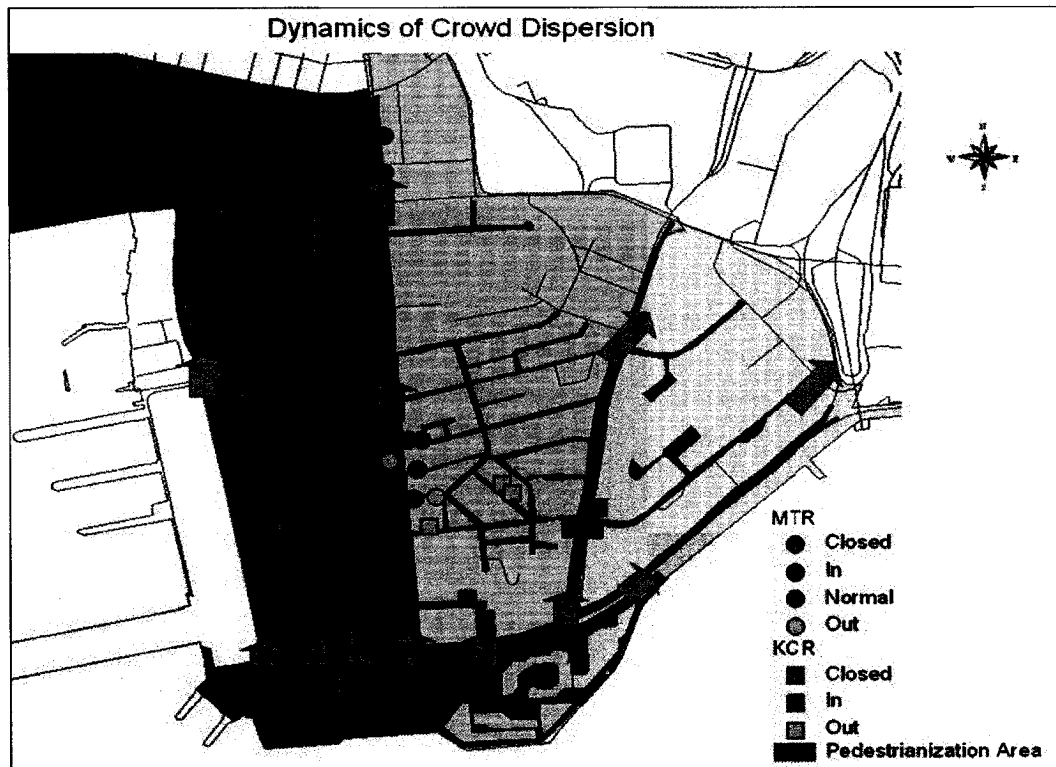 Dynamics of Crowd Dispersion
MTR
Closed
In
Normal
Out
KCR
Closed
In
Out
Pedestrianization Area